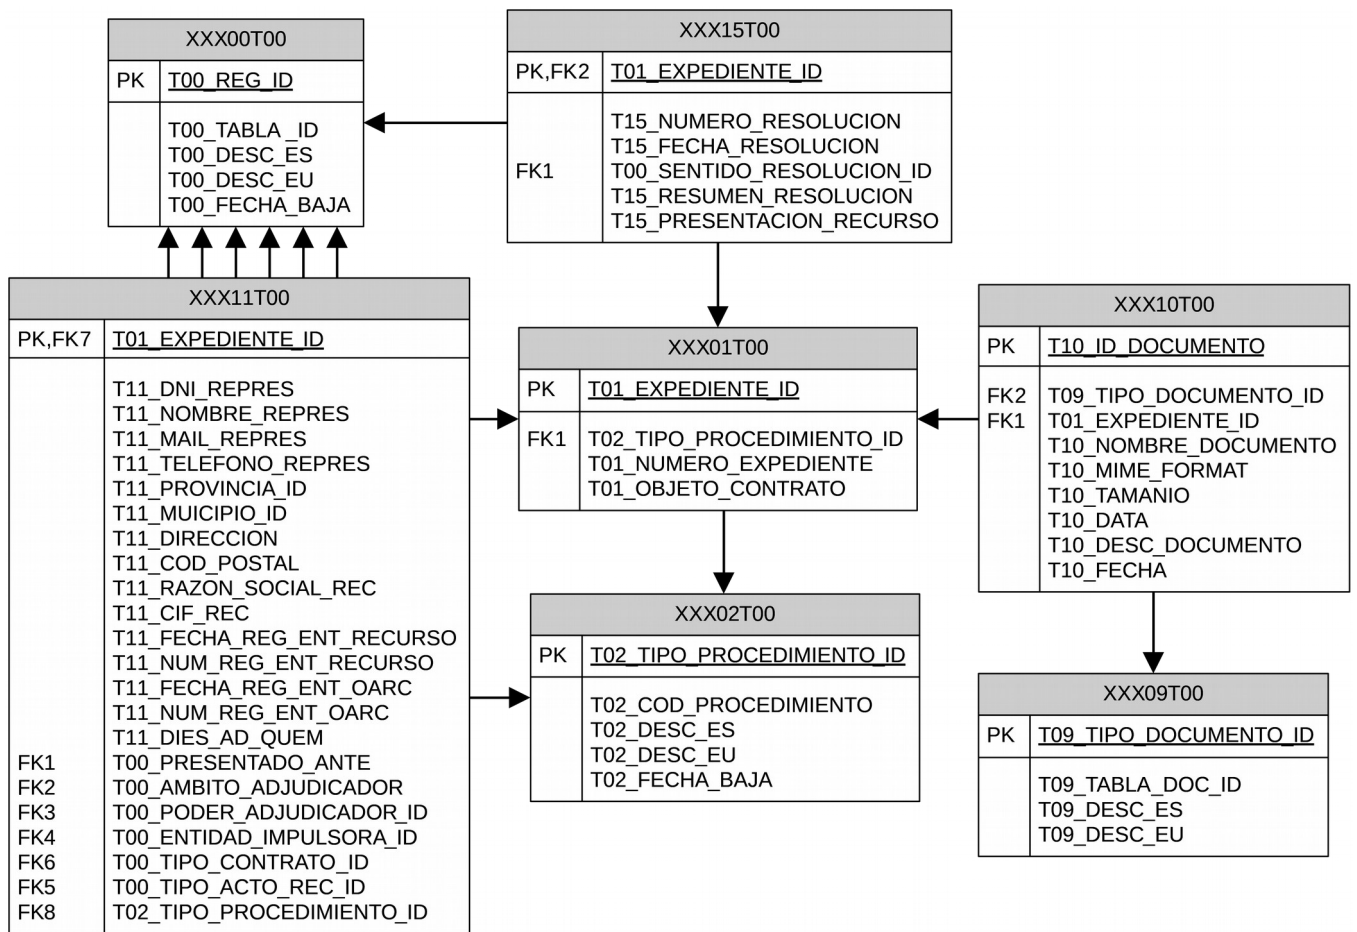 XXX00T00
PK T00_REG_ID
T00_TABLA _ID
T00_DESC_ES
T00_DESC_EU
T00_FECHA_BAJA
XXX15T00
PK,FK2 T01_EXPEDIENTE_ID
T15_NUMERO_RESOLUCION
T15_FECHA_RESOLUCION
FK1 T00_SENTIDO_RESOLUCION_ID
T15_RESUMEN_RESOLUCION
T15_PRESENTACION_RECURSO
XXX11T00
PK,FK7 T01_EXPEDIENTE_ID
T11_DNI_REPRES
T11_NOMBRE_REPRES
T11_MAIL_REPRES
T11_TELEFONO_REPRES
T11_PROVINCIA_ID
T11_MUICIPIO_ID
T11_DIRECCION
T11_COD_POSTAL
T11_RAZON_SOCIAL_REC
T11_CIF_REC
T11_FECHA_REG_ENT_RECURSO
T11_NUM_REG_ENT_RECURSO
T11_FECHA_REG_ENT_OARC
T11_NUM_REG_ENT_OARC
T11_DIES_AD_QUEM
FK1 T00_PRESENTADO_ANTE
FK2 T00_AMBITO_ADJUDICADOR
FK3 T00_PODER_ADJUDICADOR_ID
FK4 T00_ENTIDAD_IMPULSORA_ID
FK6 T00_TIPO_CONTRATO_ID
FK5 T00_TIPO_ACTO_REC_ID
FK8 T02_TIPO_PROCEDIMIENTO_ID
XXX01T00
PK T01_EXPEDIENTE_ID
FK1 T02_TIPO_PROCEDIMIENTO_ID
T01_NUMERO_EXPEDIENTE
T01_OBJETO_CONTRATO
XXX02T00
PK T02_TIPO_PROCEDIMIENTO_ID
T02_COD_PROCEDIMIENTO
T02_DESC_ES
T02_DESC_EU
T02_FECHA_BAJA
XXX10T00
PK T10_ID_DOCUMENTO
FK2 T09_TIPO_DOCUMENTO_ID
FK1 T01_EXPEDIENTE_ID
T10_NOMBRE_DOCUMENTO
T10_MIME_FORMAT
T10_TAMANIO
T10_DATA
T10_DESC_DOCUMENTO
T10_FECHA
XXX09T00
PK T09_TIPO_DOCUMENTO_ID
T09_TABLA_DOC_ID
T09_DESC_ES
T09_DESC_EU